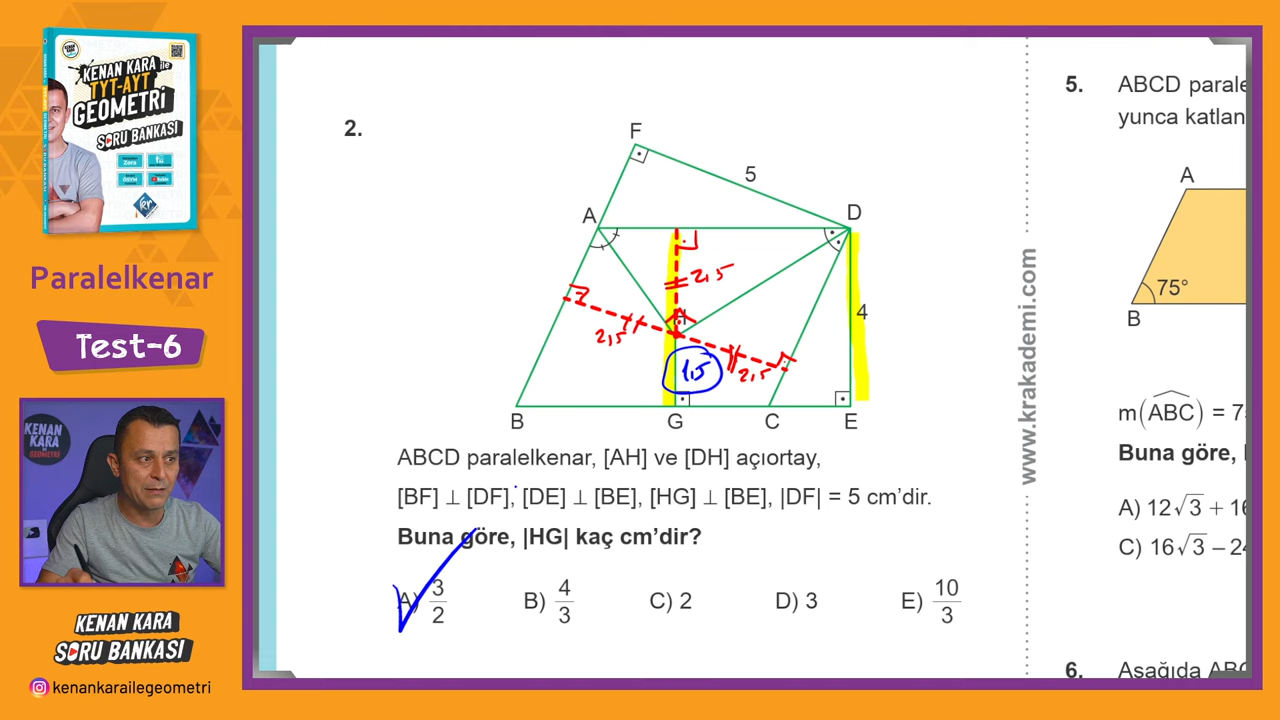 KENAN KARA ile
TYT-AYT
GEOMETRİ
SORU BANKASI
Paralelkenar
Test-6
KENAN
KARA
GEOMETRİ
KENAN KARA
SORU BANKASI
kenankarailegeometri
2.
F
5
A
D
2,5
H
4
2,5
1,5
2,5
B
G
C
E
ABCD paralelkenar, [AH] ve [DH] açıortay,
[BF] ⊥ [DF], [DE] ⊥ [BE], [HG] ⊥ [BE], |DF| = 5 cm'dir.
Buna göre, |HG| kaç cm'dir?
A) 3/2 B) 4/3 C) 2 D) 3 E) 10/3
www.krakademi.com
5. ABCD parale
yunca katlan
A
75°
B
m(ABC) = 7
Buna göre,
A) 12√3 + 16
C) 16√3 – 24
6. Aşağıda ABC